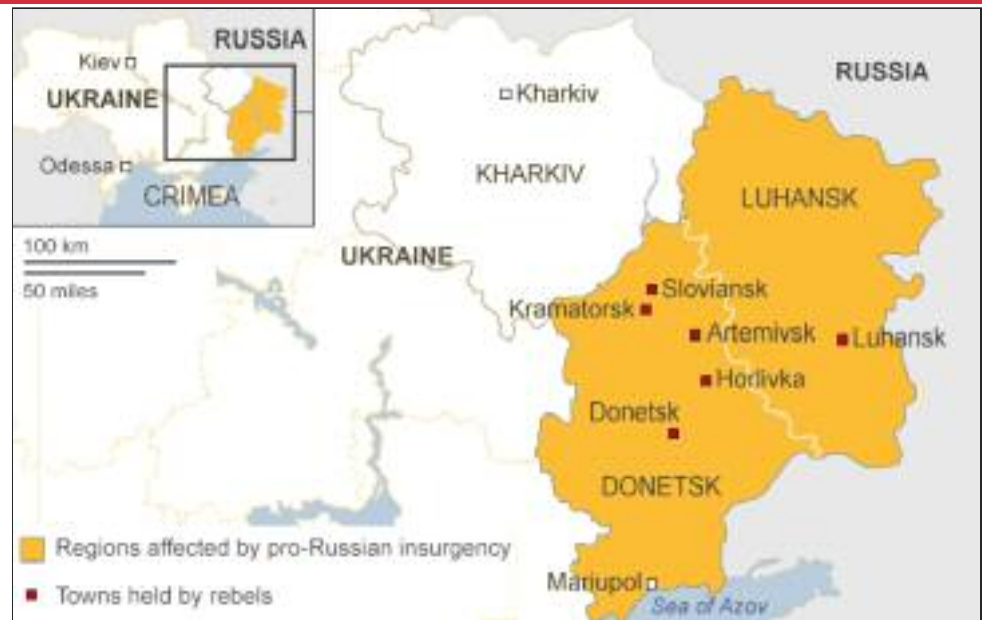 RUSSIA
Kiev
UKRAINE
Odessa
CRIMEA
100 km
50 miles
RUSSIA
Kharkiv
KHARKIV
LUHANSK
UKRAINE
Sloviansk
Kramatorsk
Artemivsk
Luhansk
Horlivka
Donetsk
DONETSK
Regions affected by pro-Russian insurgency
Mariupol
Towns held by rebels
Sea of Azov